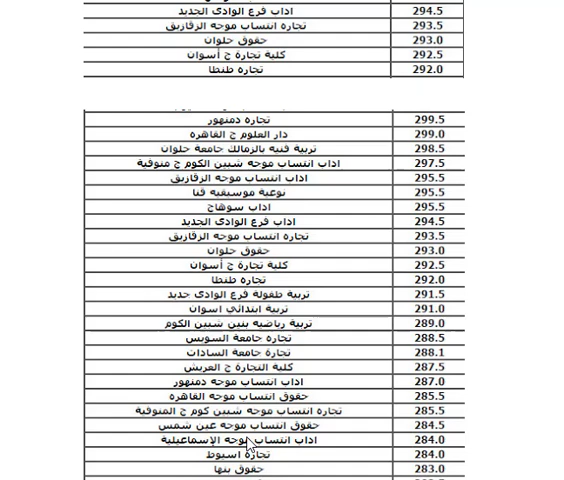 اداب فرع الوادى الجديد 294.5
تجاره انتساب موجه الزقازيق 293.5
حقوق حلوان 293.0
كلية تجارة ج أسوان 292.5
تجاره طنطا 292.0
تجاره دمنهور 299.5
دار العلوم ج القاهره 299.0
تربية فنيه بالزمالك جامعة حلوان 298.5
اداب انتساب موجه شبين الكوم ج منوفية 297.5
اداب انتساب موجه الزقازيق 295.5
نوعية موسيقيه قنا 295.5
اداب سوهاج 295.5
اداب فرع الوادى الجديد 294.5
تجاره انتساب موجه الزقازيق 293.5
حقوق حلوان 293.0
كلية تجارة ج أسوان 292.5
تجاره طنطا 292.0
تربية طفولة فرع الوادى جديد 291.5
تربية ابتدائي اسوان 291.0
تربية رياضيه بنين شبين الكوم 289.0
تجاره جامعة السويس 288.5
تجارة جامعة السادات 288.1
كلية التجارة ج العريش 287.5
اداب انتساب موجه دمنهور 287.0
حقوق انتساب موجه القاهره 285.5
تجاره انتساب موجه شبين كوم ج المنوفية 285.5
حقوق انتساب موجه عين شمس 284.5
اداب انتساب موجه الإسماعيلية 284.0
تجارة اسيوط 284.0
حقوق بنها 283.0